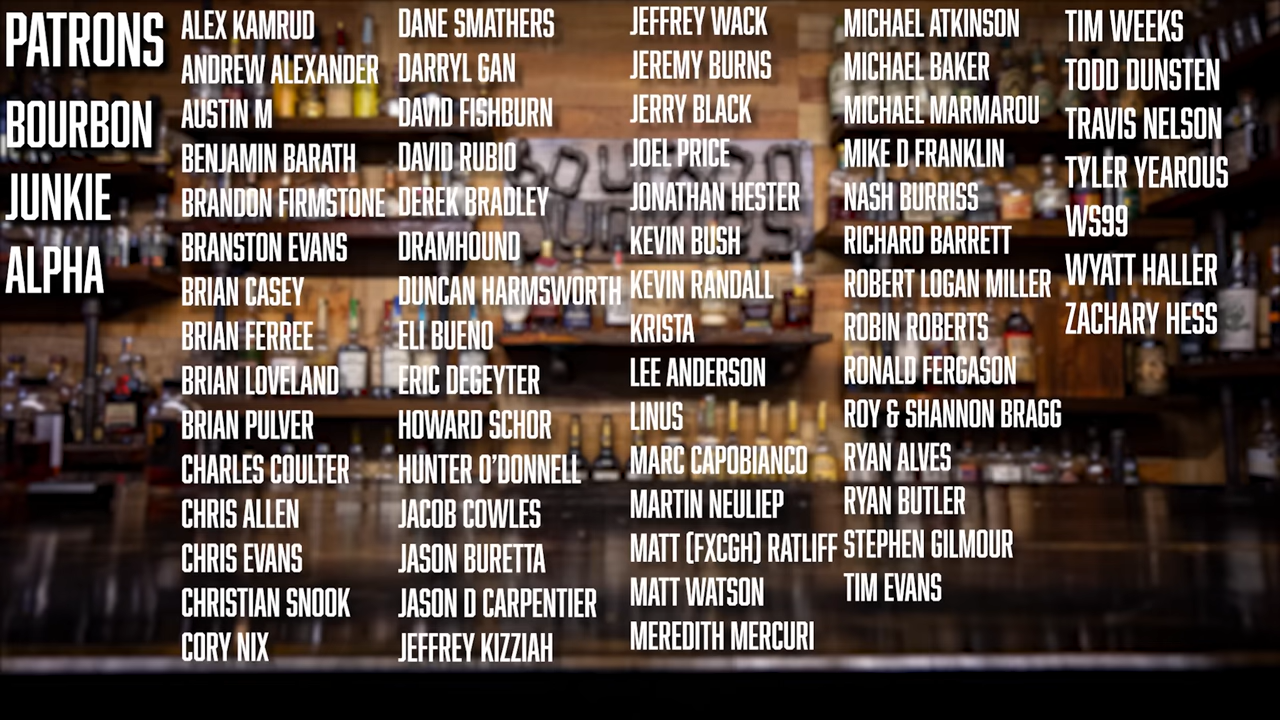 PATRONS
BOURBON
JUNKIE
ALPHA
ALEX KAMRUD
ANDREW ALEXANDER
AUSTIN M
BENJAMIN BARATH
BRANDON FIRMSTONE
BRANSTON EVANS
BRIAN CASEY
BRIAN FERREE
BRIAN LOVELAND
BRIAN PULVER
CHARLES COULTER
CHRIS ALLEN
CHRIS EVANS
CHRISTIAN SNOOK
CORY NIX
DANE SMATHERS
DARRYL GAN
DAVID FISHBURN
DAVID RUBIO
DEREK BRADLEY
DRAMHOUND
DUNCAN HARMSWORTH
ELI BUENO
ERIC DEGEYTER
HOWARD SCHOR
HUNTER O'DONNELL
JACOB COWLES
JASON BURETTA
JASON D CARPENTIER
JEFFREY KIZZIAH
JEFFREY WACK
JEREMY BURNS
JERRY BLACK
JOEL PRICE
JONATHAN HESTER
KEVIN BUSH
KEVIN RANDALL
KRISTA
LEE ANDERSON
LINUS
MARC CAPOBIANCO
MARTIN NEULIEP
MATT (FXCGH) RATLIFF
MATT WATSON
MEREDITH MERCURI
MICHAEL ATKINSON
MICHAEL BAKER
MICHAEL MARMAROU
MIKE D FRANKLIN
NASH BURRISS
RICHARD BARRETT
ROBERT LOGAN MILLER
ROBIN ROBERTS
RONALD FERGASON
ROY & SHANNON BRAGG
RYAN ALVES
RYAN BUTLER
STEPHEN GILMOUR
TIM EVANS
TIM WEEKS
TODD DUNSTEN
TRAVIS NELSON
TYLER YEAROUS
WS99
WYATT HALLER
ZACHARY HESS